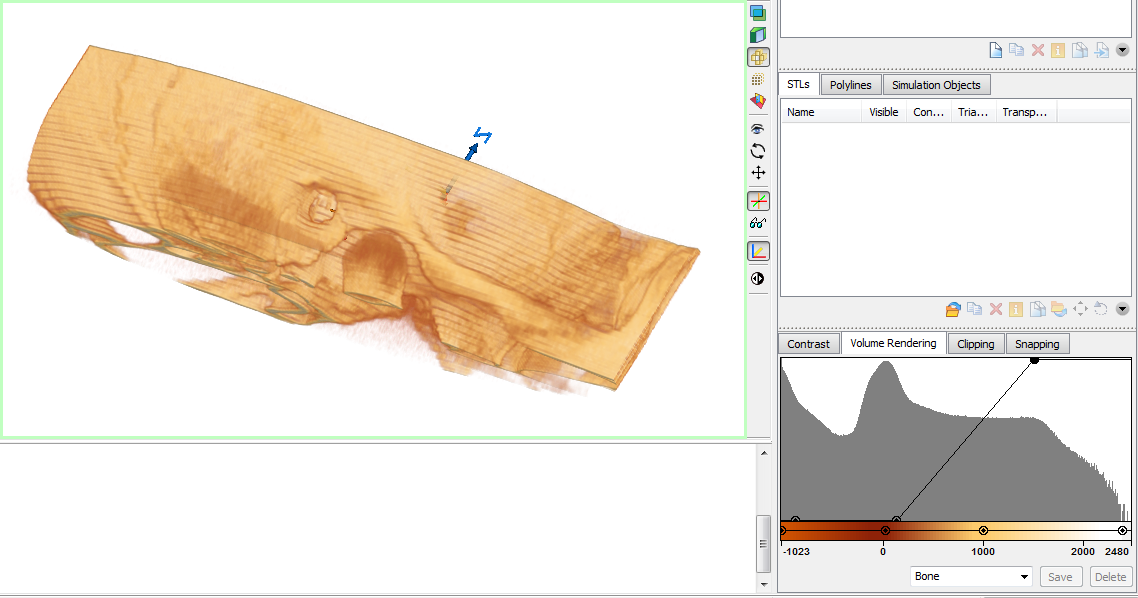 STLs Polylines Simulation Objects
Name Visible Con... Tria... Transp...
Contrast Volume Rendering Clipping Snapping
-1023 0 1000 2000 2480
Bone Save Delete